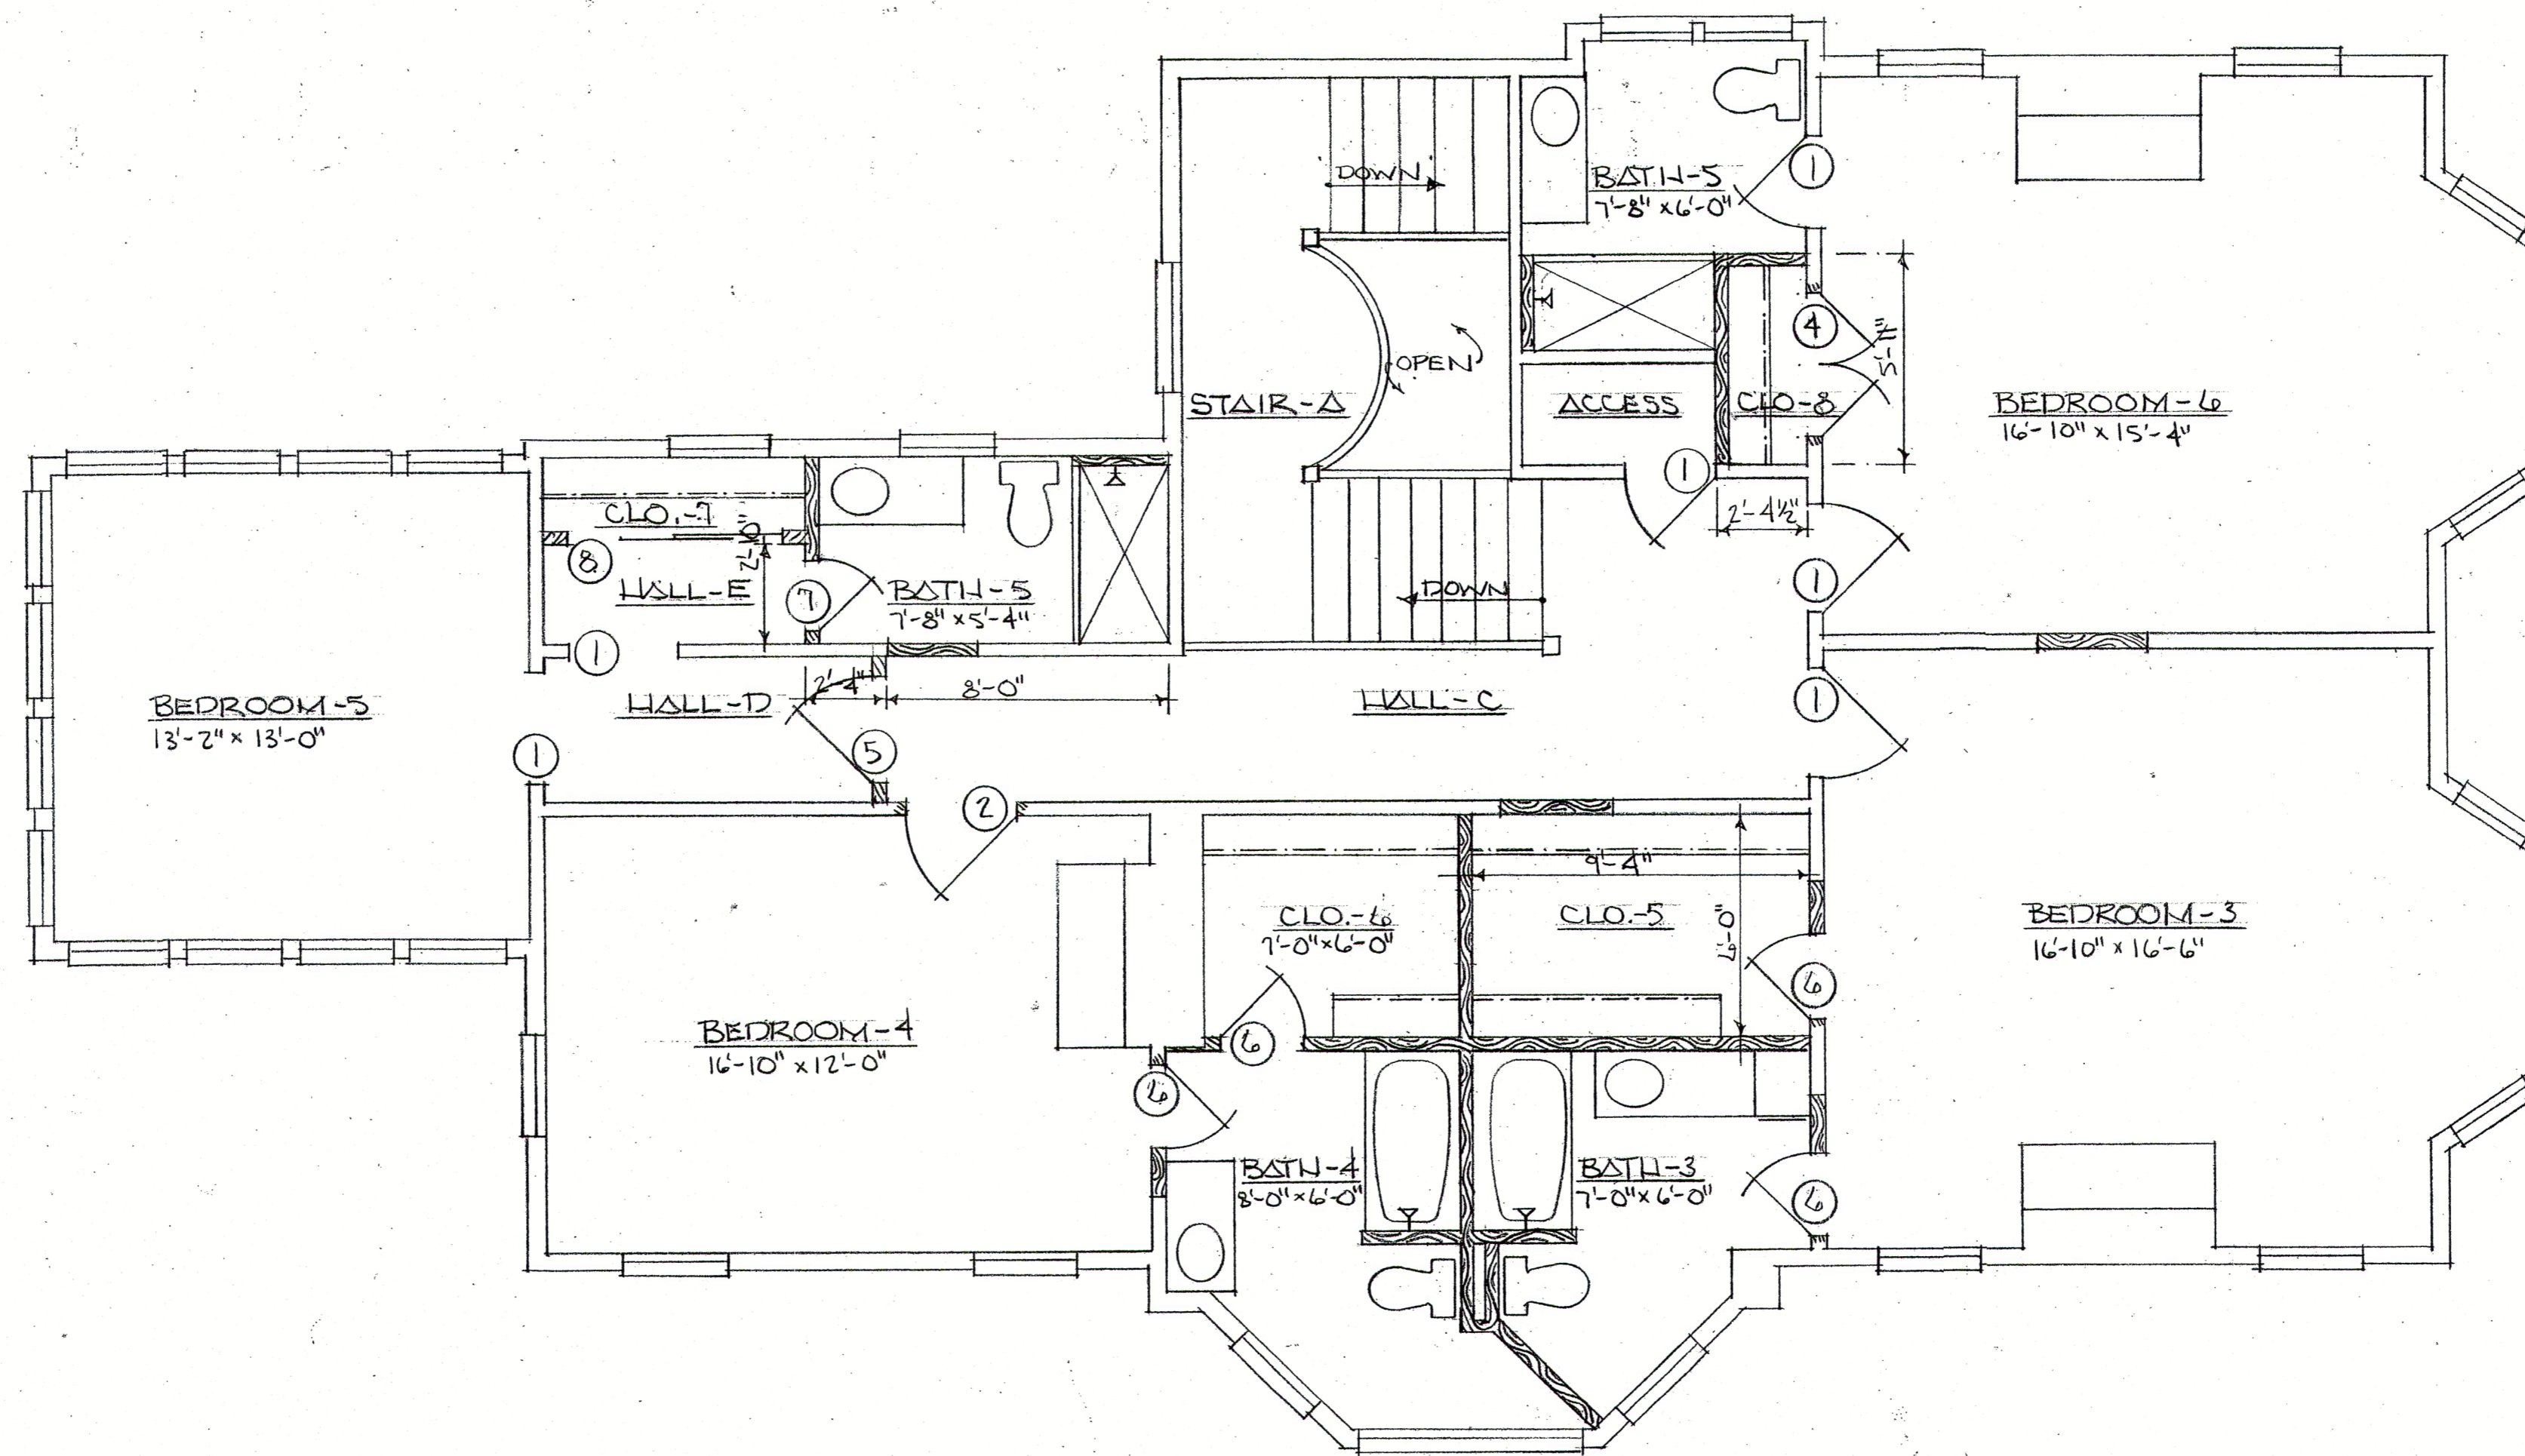 DOWN
BATH-5
7'-8" x 6'-0"
1
4
5'-11"
OPEN
STAIR-A
ACCESS
CLO-8
BEDROOM-6
16'-10" x 15'-4"
1
2'-4½"
CLO.-7
2'-10"
8
HALL-E
7
BATH-5
7'-8" x 5'-4"
DOWN
1
1
2'-4"
8'-0"
HALL-D
HALL-C
1
BEDROOM-5
13'-2" x 13'-0"
1
5
2
9'-4"
CLO.-6
7'-0" x 6'-0"
CLO.-5
6'-0"
BEDROOM-3
16'-10" x 16'-6"
6
BEDROOM-4
16'-10" x 12'-0"
6
6
BATH-4
8'-0" x 6'-0"
BATH-3
7'-0" x 6'-0"
6